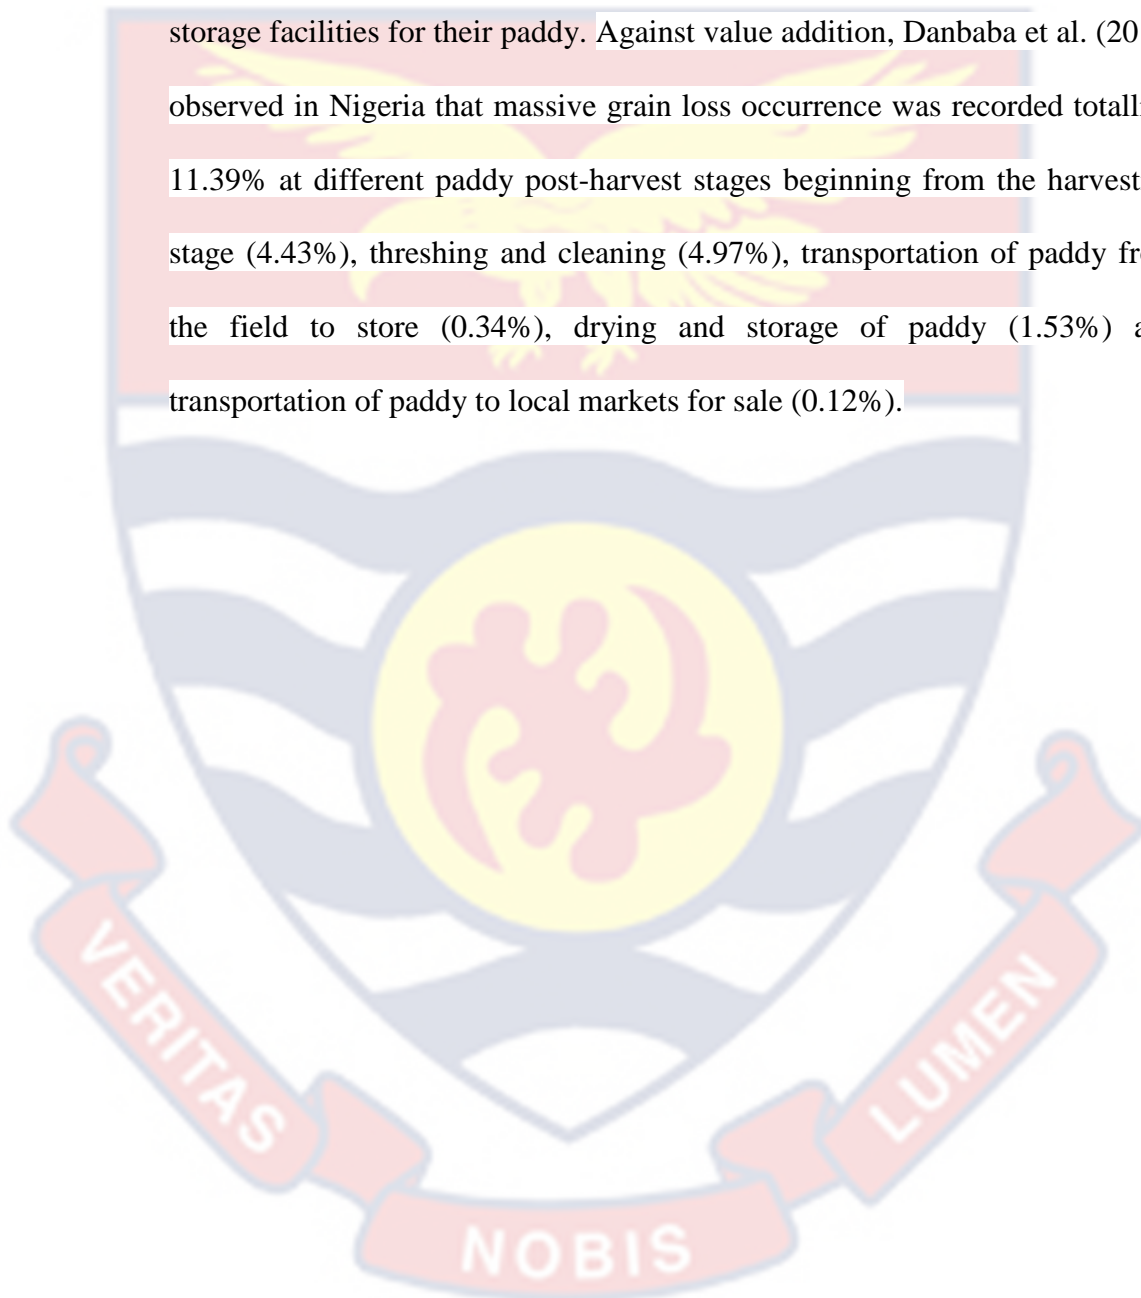 storage facilities for their paddy. Against value addition, Danbaba et al. (20
observed in Nigeria that massive grain loss occurrence was recorded totall
11.39% at different paddy post-harvest stages beginning from the harvest
stage (4.43%), threshing and cleaning (4.97%), transportation of paddy fr
the field to store (0.34%), drying and storage of paddy (1.53%) a
transportation of paddy to local markets for sale (0.12%).
VERITAS
NOBIS
LUMEN